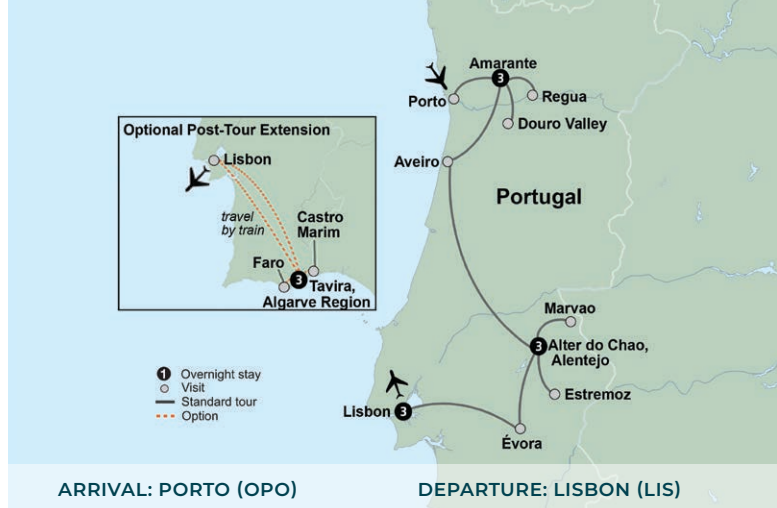 Amarante
3
Porto
Regua
Douro Valley
Aveiro
Portugal
Optional Post-Tour Extension
Lisbon
travel
by train
Castro
Marim
Faro
3
Tavira,
Algarve Region
Marvao
3
Alter do Chao,
Alentejo
Estremoz
Lisbon
3
Évora
1 Overnight stay
Visit
Standard tour
Option
ARRIVAL: PORTO (OPO)
DEPARTURE: LISBON (LIS)